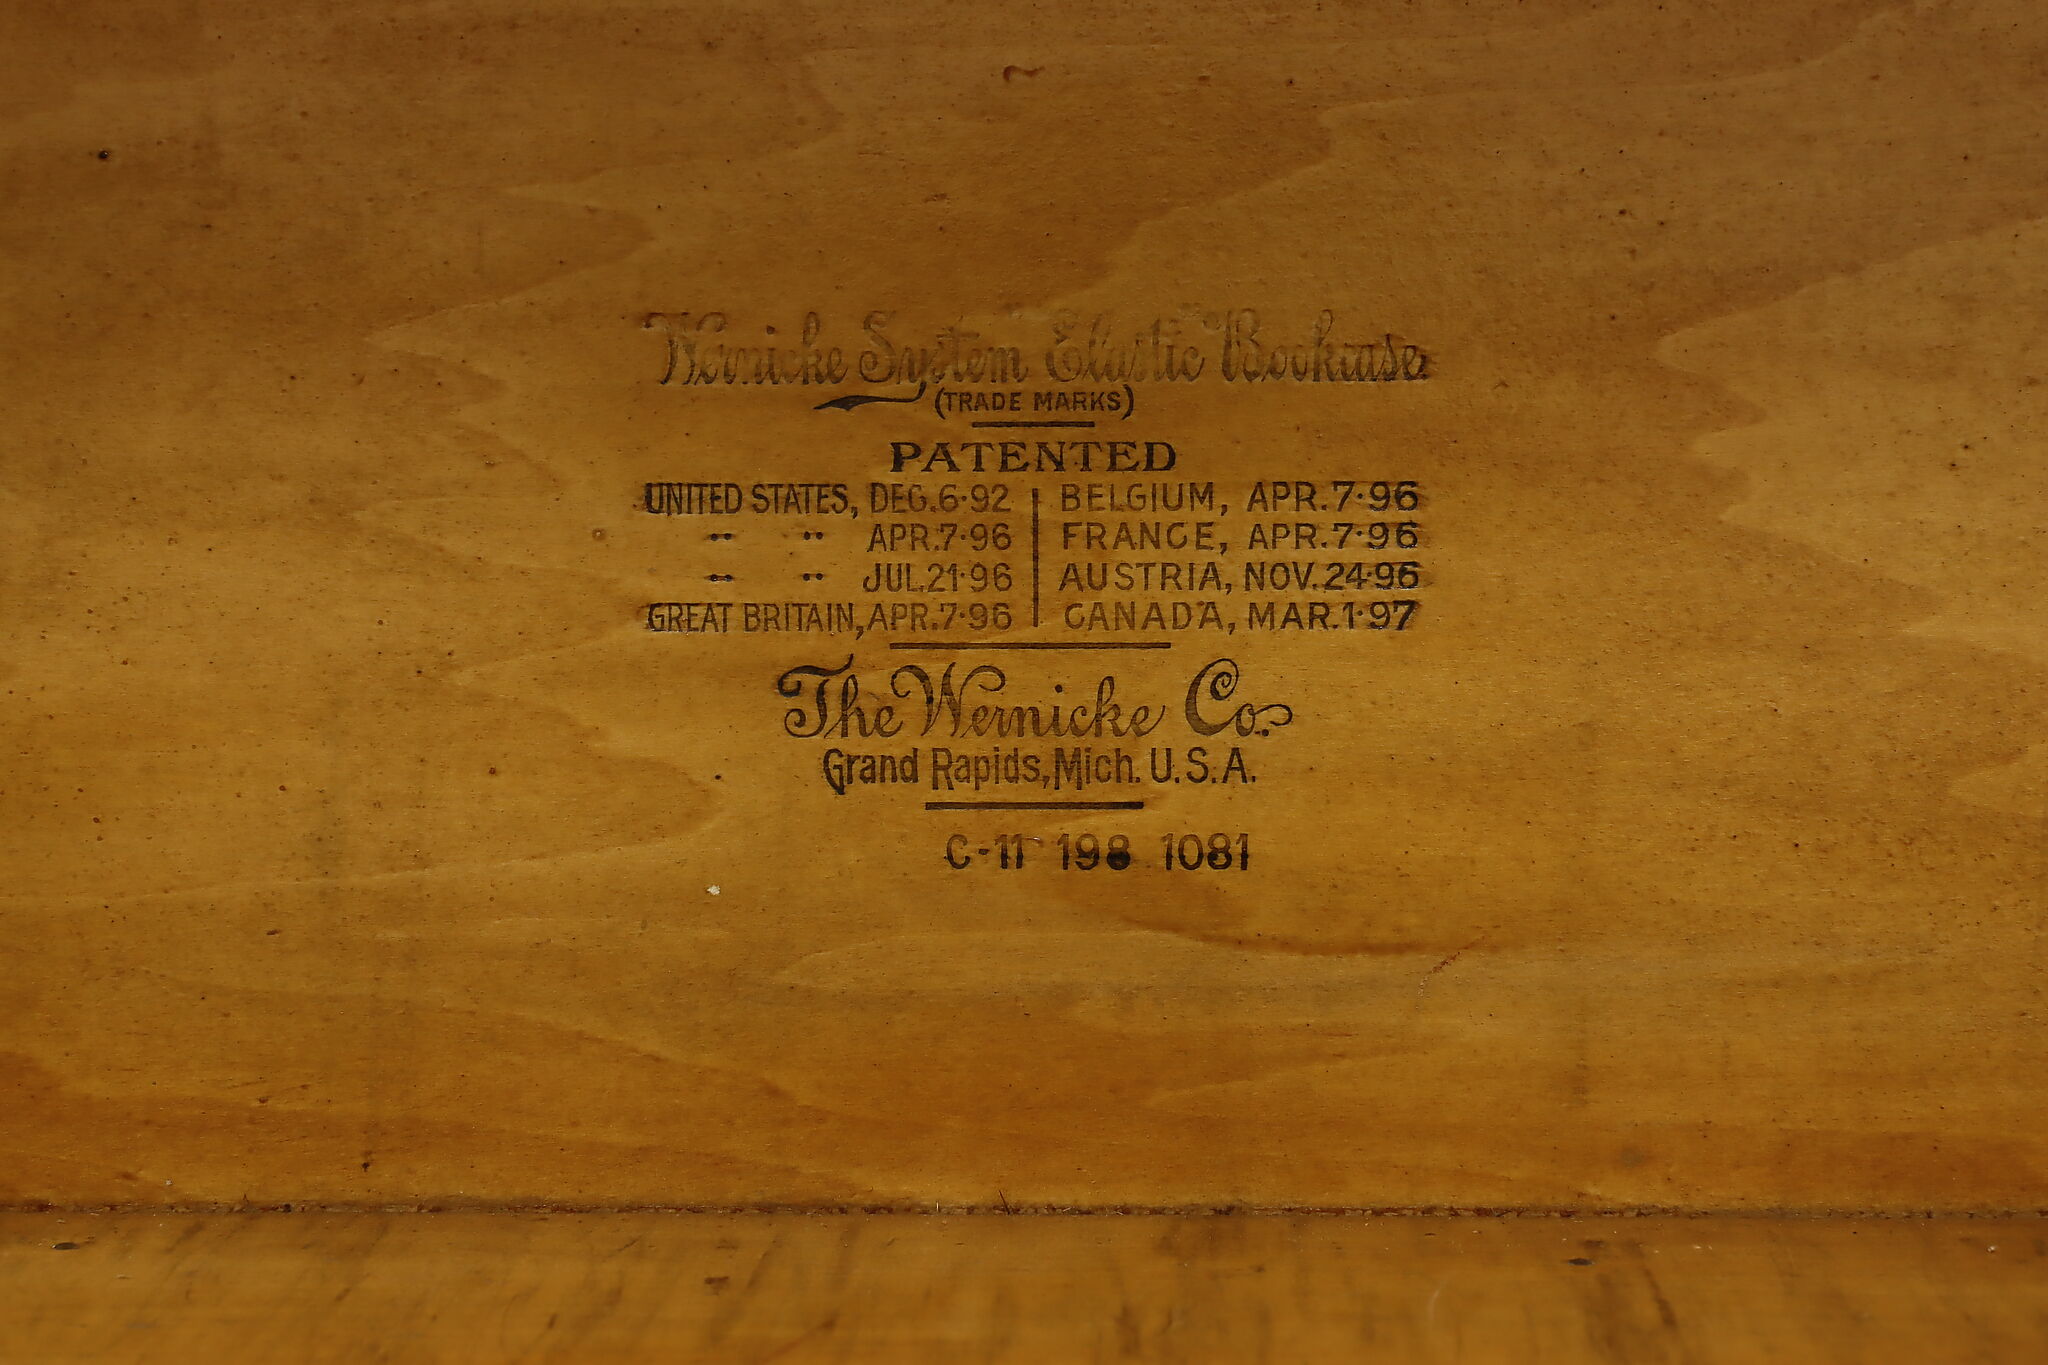 Wernicke System "Elastic" Bookcase.
(TRADE MARKS)
PATENTED
UNITED STATES, DEC. 6·92 | BELGIUM, APR. 7·96
" " APR. 7·96 | FRANCE, APR. 7·96
" " JUL. 21·96 | AUSTRIA, NOV. 24·96
GREAT BRITAIN, APR. 7·96 | CANADA, MAR. 1·97
The Wernicke Co.
Grand Rapids, Mich. U.S.A.
C-11 198 1081